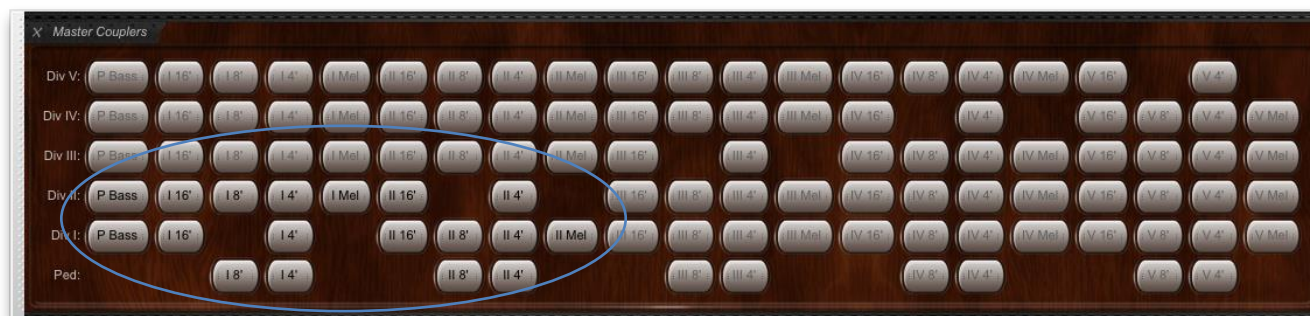 X Master Couplers
Div V: P Bass I 16' I 8' I 4' I Mel II 16' II 8' II 4' II Mel III 16' III 8' III 4' III Mel IV 16' IV 8' IV 4' IV Mel V 16' V 4'
Div IV: P Bass I 16' I 8' I 4' I Mel II 16' II 8' II 4' II Mel III 16' III 8' III 4' III Mel IV 16' IV 4' V 16' V 8' V 4' V Mel
Div III: P Bass I 16' I 8' I 4' I Mel II 16' II 8' II 4' II Mel III 16' III 4' IV 16' IV 8' IV 4' IV Mel V 16' V 8' V 4' V Mel
Div II: P Bass I 16' I 8' I 4' I Mel II 16' II 4' III 16' III 8' III 4' III Mel IV 16' IV 8' IV 4' IV Mel V 16' V 8' V 4' V Mel
Div I: P Bass I 16' I 4' II 16' II 8' II 4' II Mel III 16' III 8' III 4' III Mel IV 16' IV 8' IV 4' IV Mel V 16' V 8' V 4' V Mel
Ped: I 8' I 4' II 8' II 4' III 8' III 4' IV 8' IV 4' V 8' V 4'